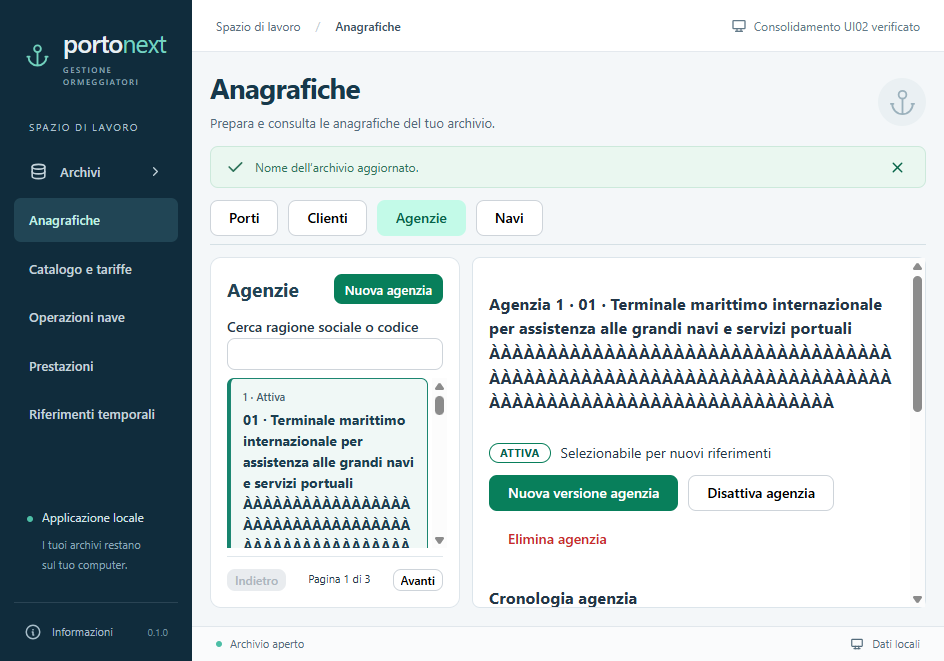 portonext
GESTIONE
ORMEGGIATORI
SPAZIO DI LAVORO
Archivi
Anagrafiche
Catalogo e tariffe
Operazioni nave
Prestazioni
Riferimenti temporali
Applicazione locale
I tuoi archivi restano
sul tuo computer.
Informazioni 0.1.0
Spazio di lavoro / Anagrafiche
Consolidamento UI02 verificato
Anagrafiche
Prepara e consulta le anagrafiche del tuo archivio.
Nome dell'archivio aggiornato.
Porti Clienti Agenzie Navi
Agenzie
Nuova agenzia
Cerca ragione sociale o codice
1 · Attiva
01 · Terminale marittimo
internazionale per
assistenza alle grandi navi
e servizi portuali
ÀÀÀÀÀÀÀÀÀÀÀÀÀÀÀÀ
ÀÀÀÀÀÀÀÀÀÀÀÀÀÀÀÀ
ÀÀÀÀÀÀÀÀÀÀÀÀÀÀÀÀ
Indietro Pagina 1 di 3 Avanti
Agenzia 1 · 01 · Terminale marittimo internazionale
per assistenza alle grandi navi e servizi portuali
ÀÀÀÀÀÀÀÀÀÀÀÀÀÀÀÀÀÀÀÀÀÀÀÀÀÀÀÀÀÀÀÀÀÀÀ
ÀÀÀÀÀÀÀÀÀÀÀÀÀÀÀÀÀÀÀÀÀÀÀÀÀÀÀÀÀÀÀÀÀÀÀ
ÀÀÀÀÀÀÀÀÀÀÀÀÀÀÀÀÀÀÀÀÀÀÀÀÀÀÀÀÀÀ
ATTIVA Selezionabile per nuovi riferimenti
Nuova versione agenzia Disattiva agenzia
Elimina agenzia
Cronologia agenzia
Archivio aperto
Dati locali